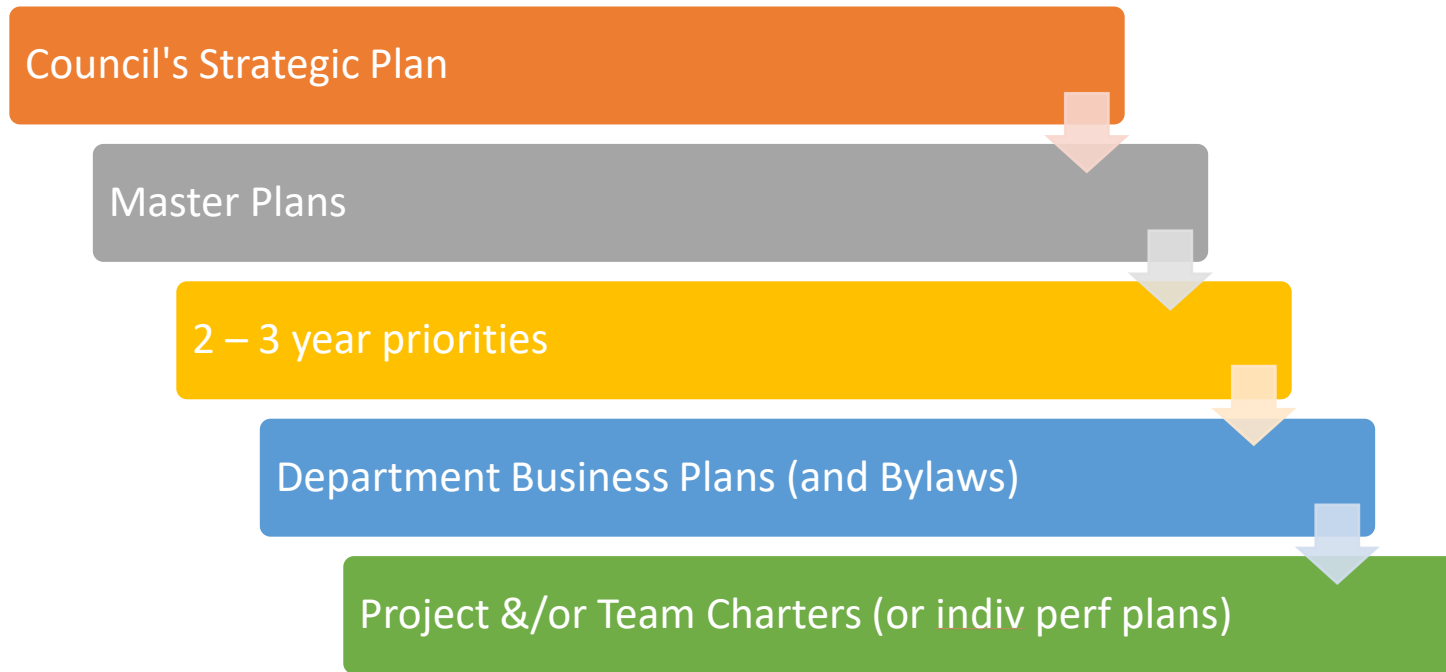 Council's Strategic Plan
Master Plans
2 – 3 year priorities
Department Business Plans (and Bylaws)
Project &/or Team Charters (or indiv perf plans)